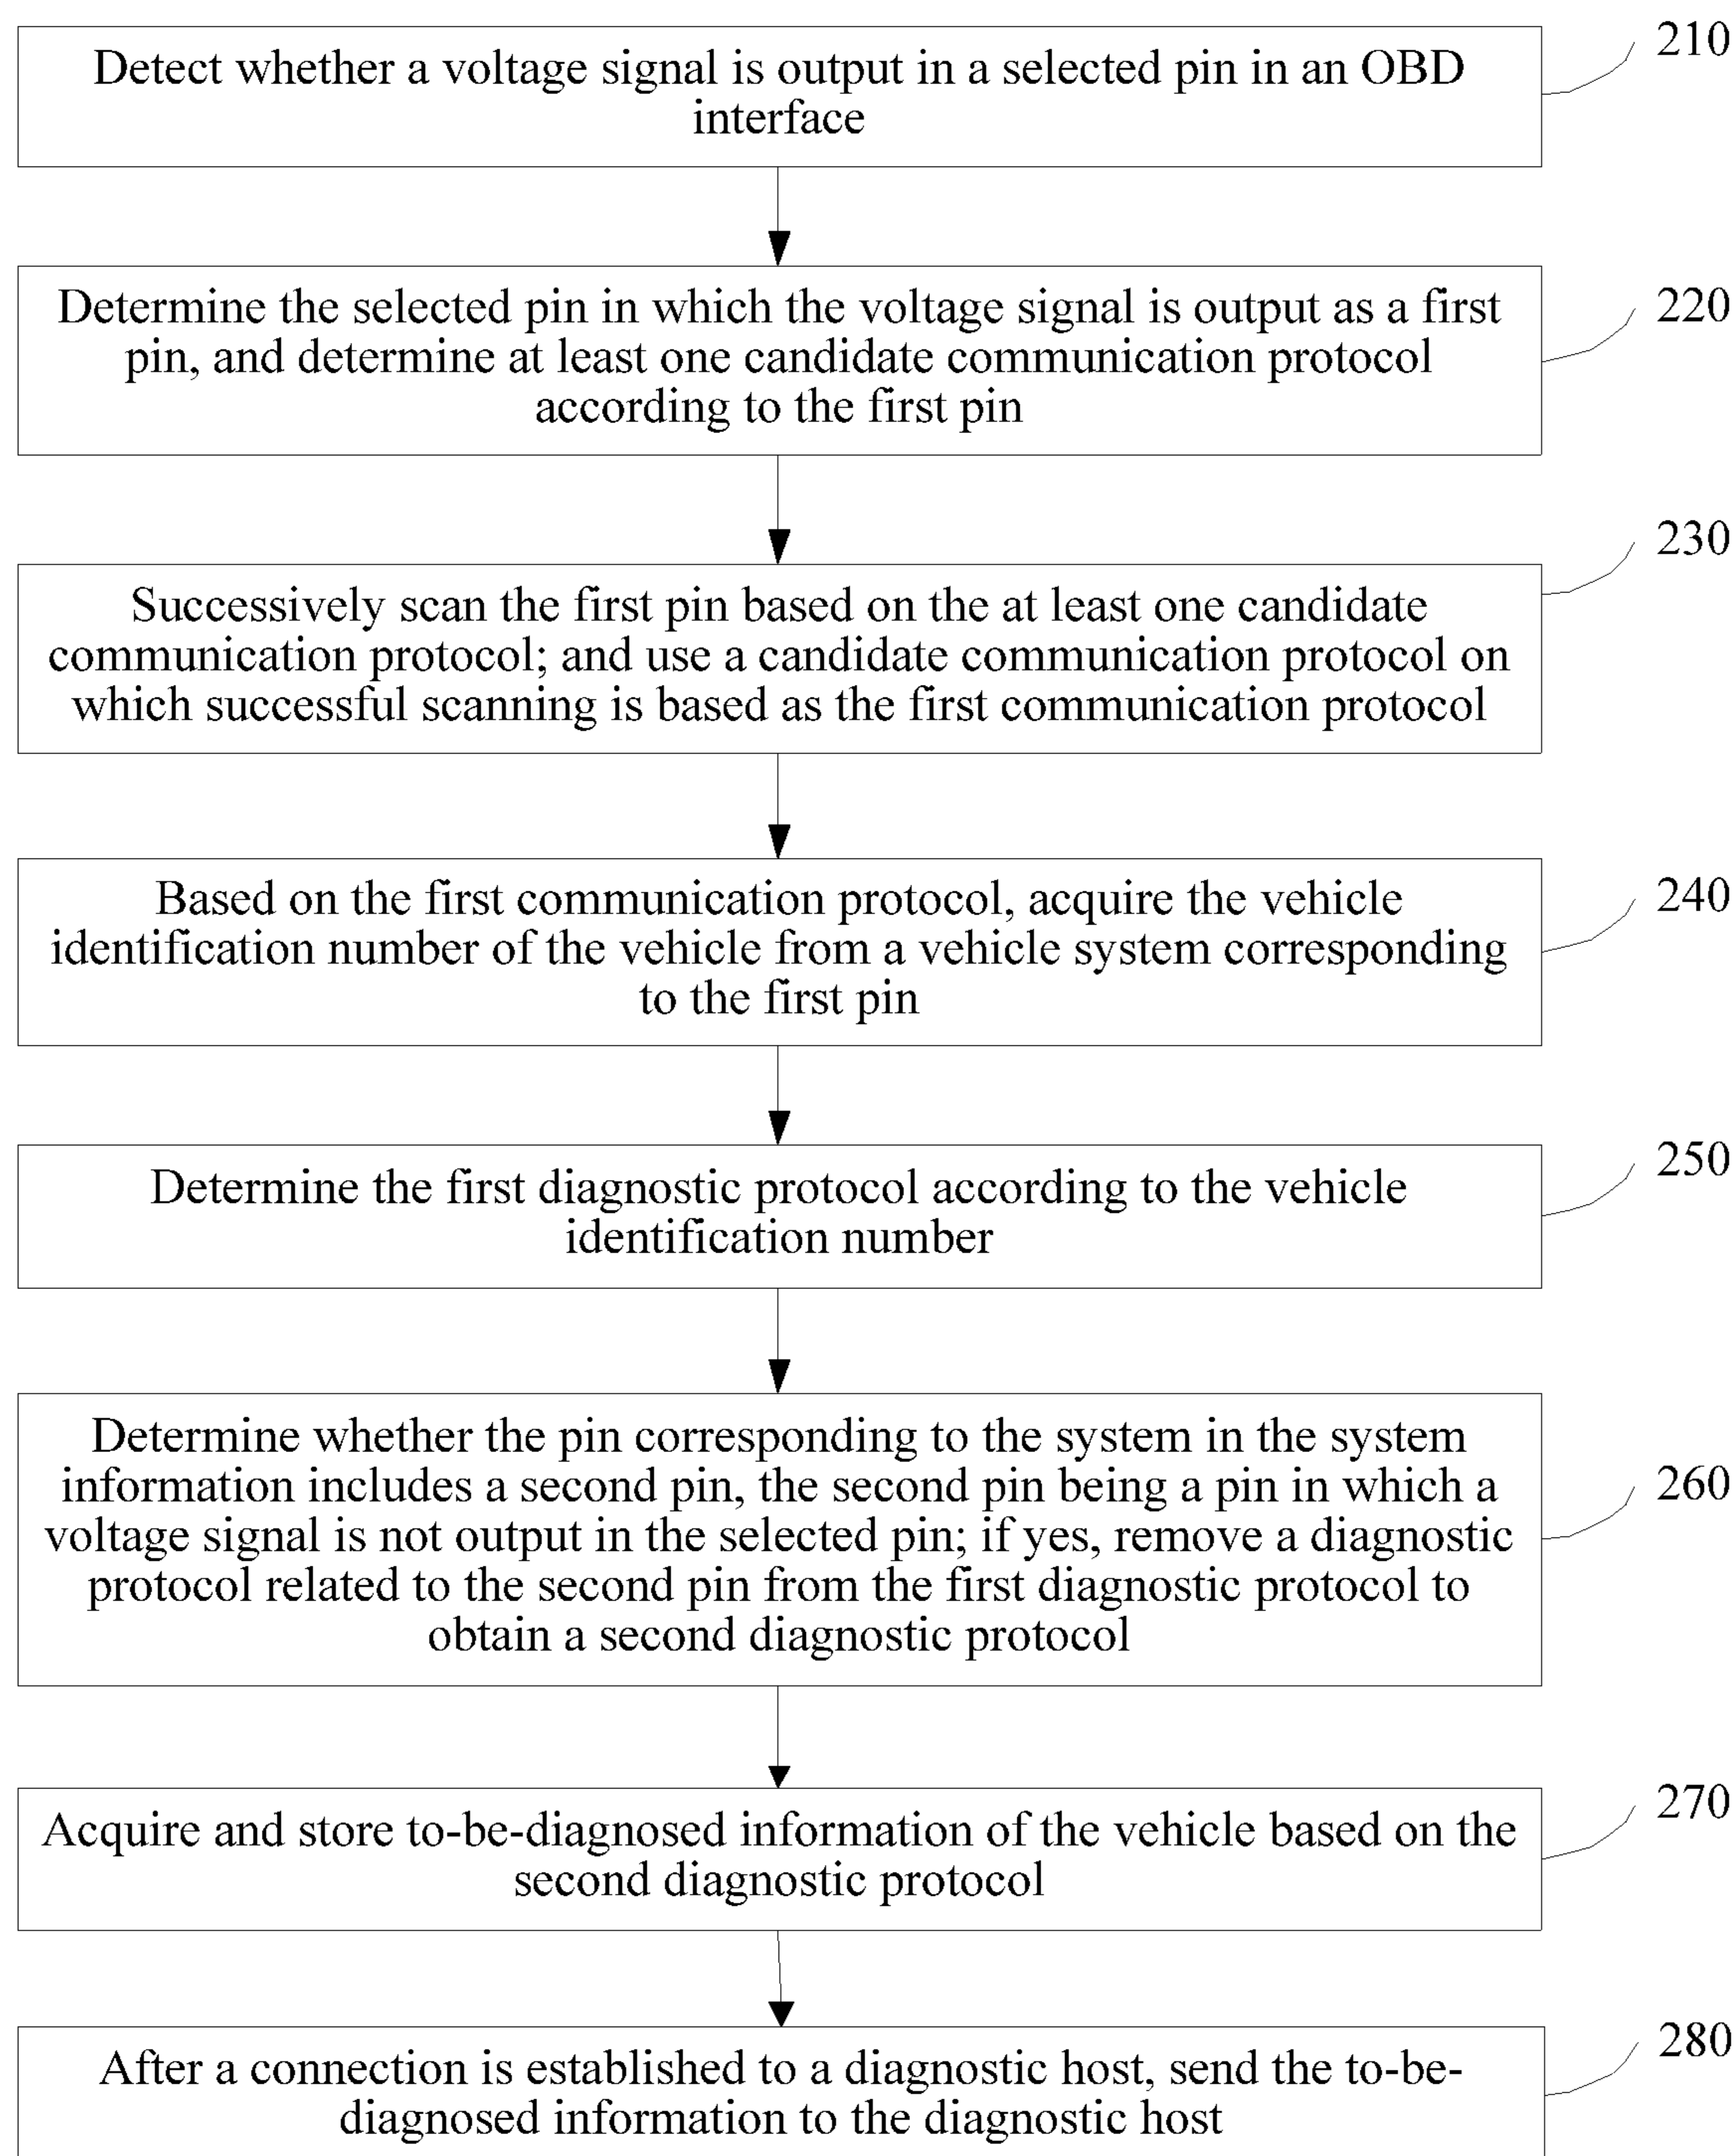 Detect whether a voltage signal is output in a selected pin in an OBD
interface
210
Determine the selected pin in which the voltage signal is output as a first
pin, and determine at least one candidate communication protocol
according to the first pin
220
Successively scan the first pin based on the at least one candidate
communication protocol; and use a candidate communication protocol on
which successful scanning is based as the first communication protocol
230
Based on the first communication protocol, acquire the vehicle
identification number of the vehicle from a vehicle system corresponding
to the first pin
240
Determine the first diagnostic protocol according to the vehicle
identification number
250
Determine whether the pin corresponding to the system in the system
information includes a second pin, the second pin being a pin in which a
voltage signal is not output in the selected pin; if yes, remove a diagnostic
protocol related to the second pin from the first diagnostic protocol to
obtain a second diagnostic protocol
260
Acquire and store to-be-diagnosed information of the vehicle based on the
second diagnostic protocol
270
After a connection is established to a diagnostic host, send the to-be-
diagnosed information to the diagnostic host
280